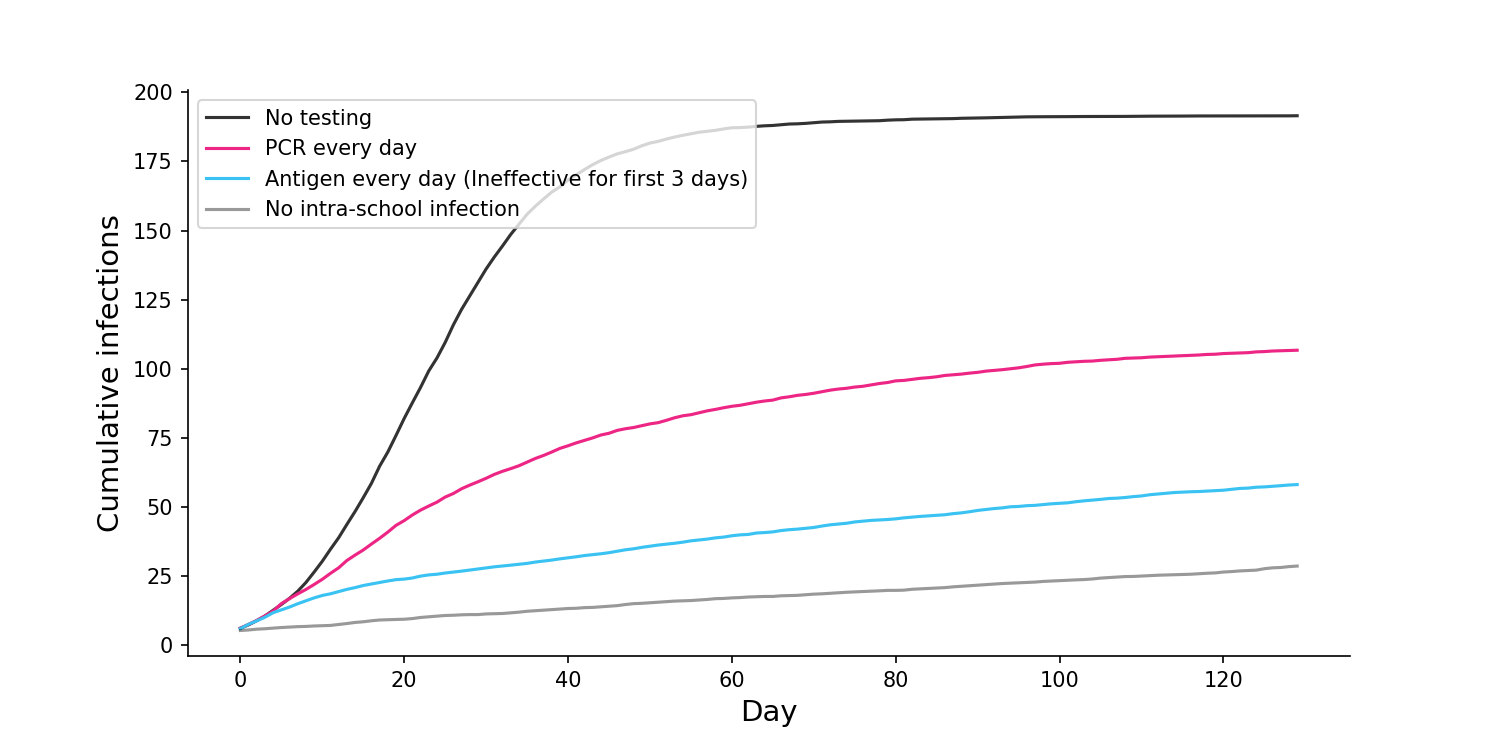 200
175
150
125
100
75
50
25
0
Cumulative infections
No testing
PCR every day
Antigen every day (Ineffective for first 3 days)
No intra-school infection
0 20 40 60 80 100 120
Day